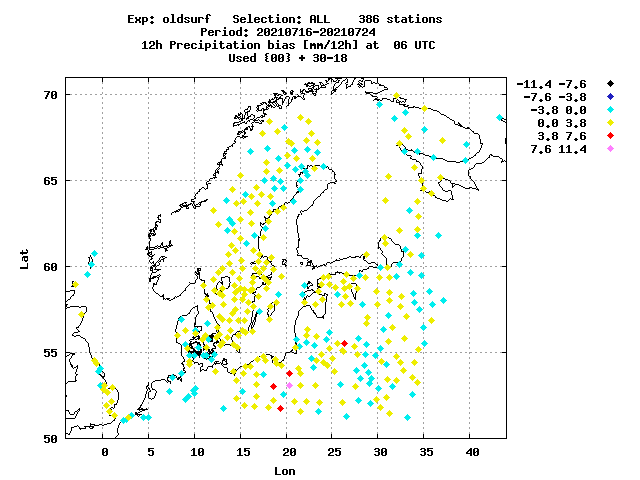 Exp: oldsurf   Selection: ALL    386 stations
Period: 20210716-20210724
12h Precipitation bias [mm/12h] at  06 UTC
Used {00} + 30-18
-11.4 -7.6
-7.6 -3.8
-3.8 0.0
0.0 3.8
3.8 7.6
7.6 11.4
70
65
60
55
50
Lat
0 5 10 15 20 25 30 35 40
Lon